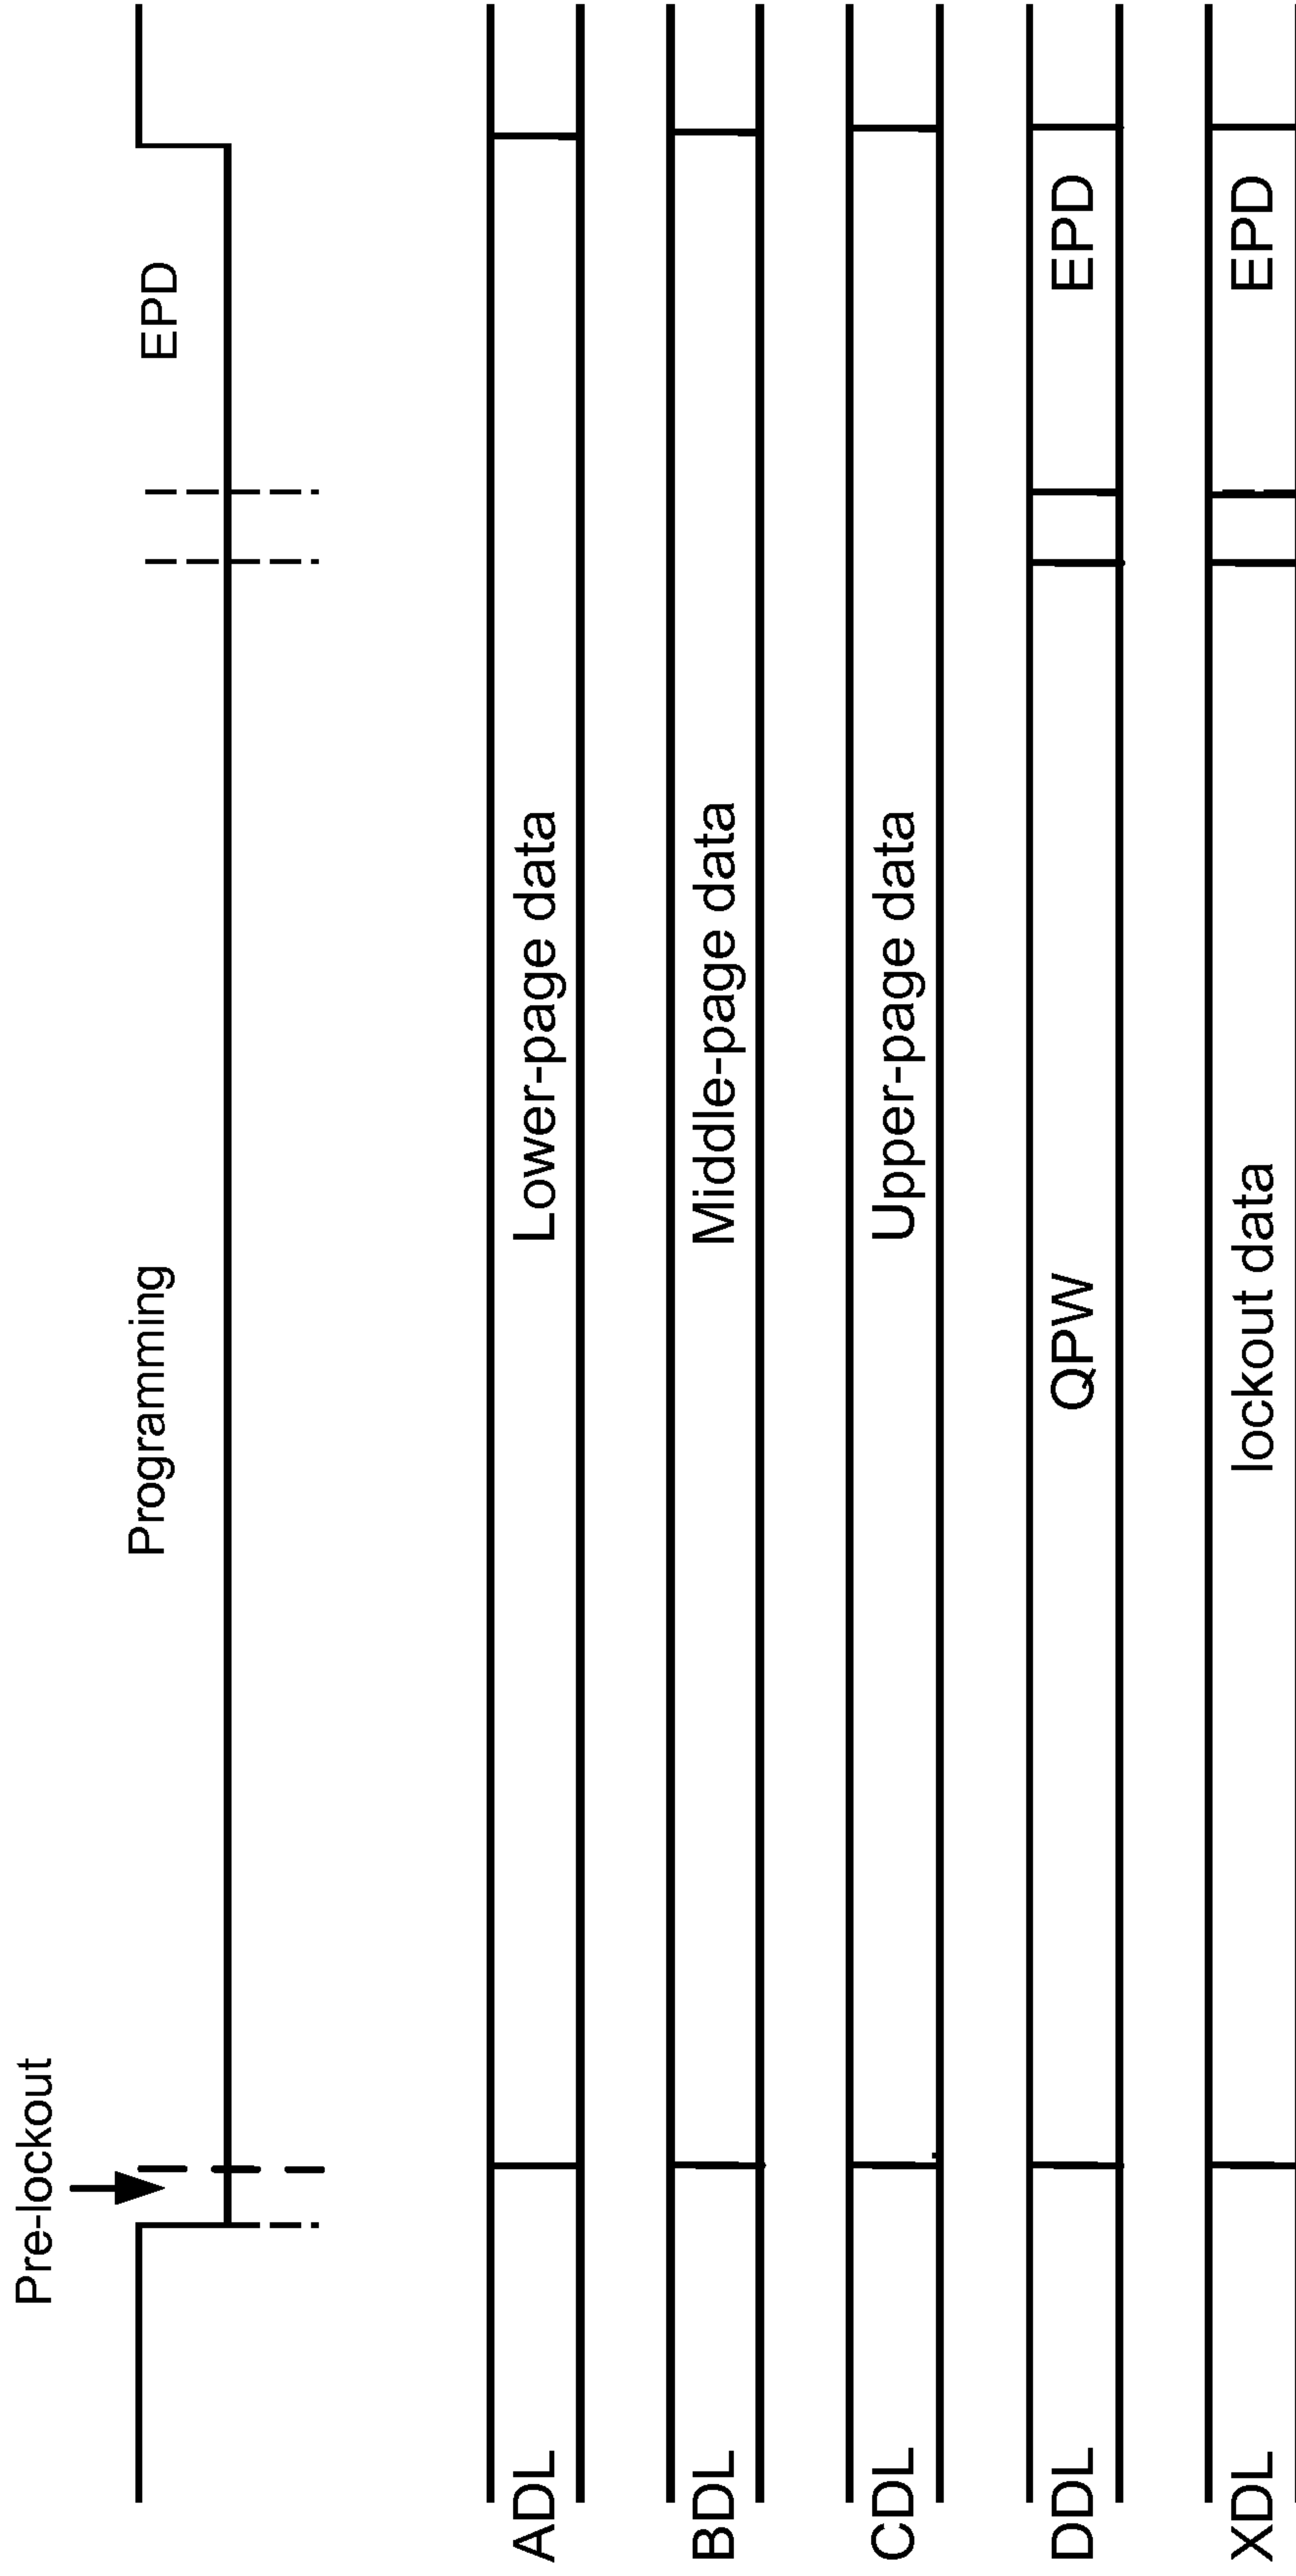 Pre-lockout
Programming EPD
ADL Lower-page data
BDL Middle-page data
CDL Upper-page data
DDL QPW EPD
XDL lockout data EPD